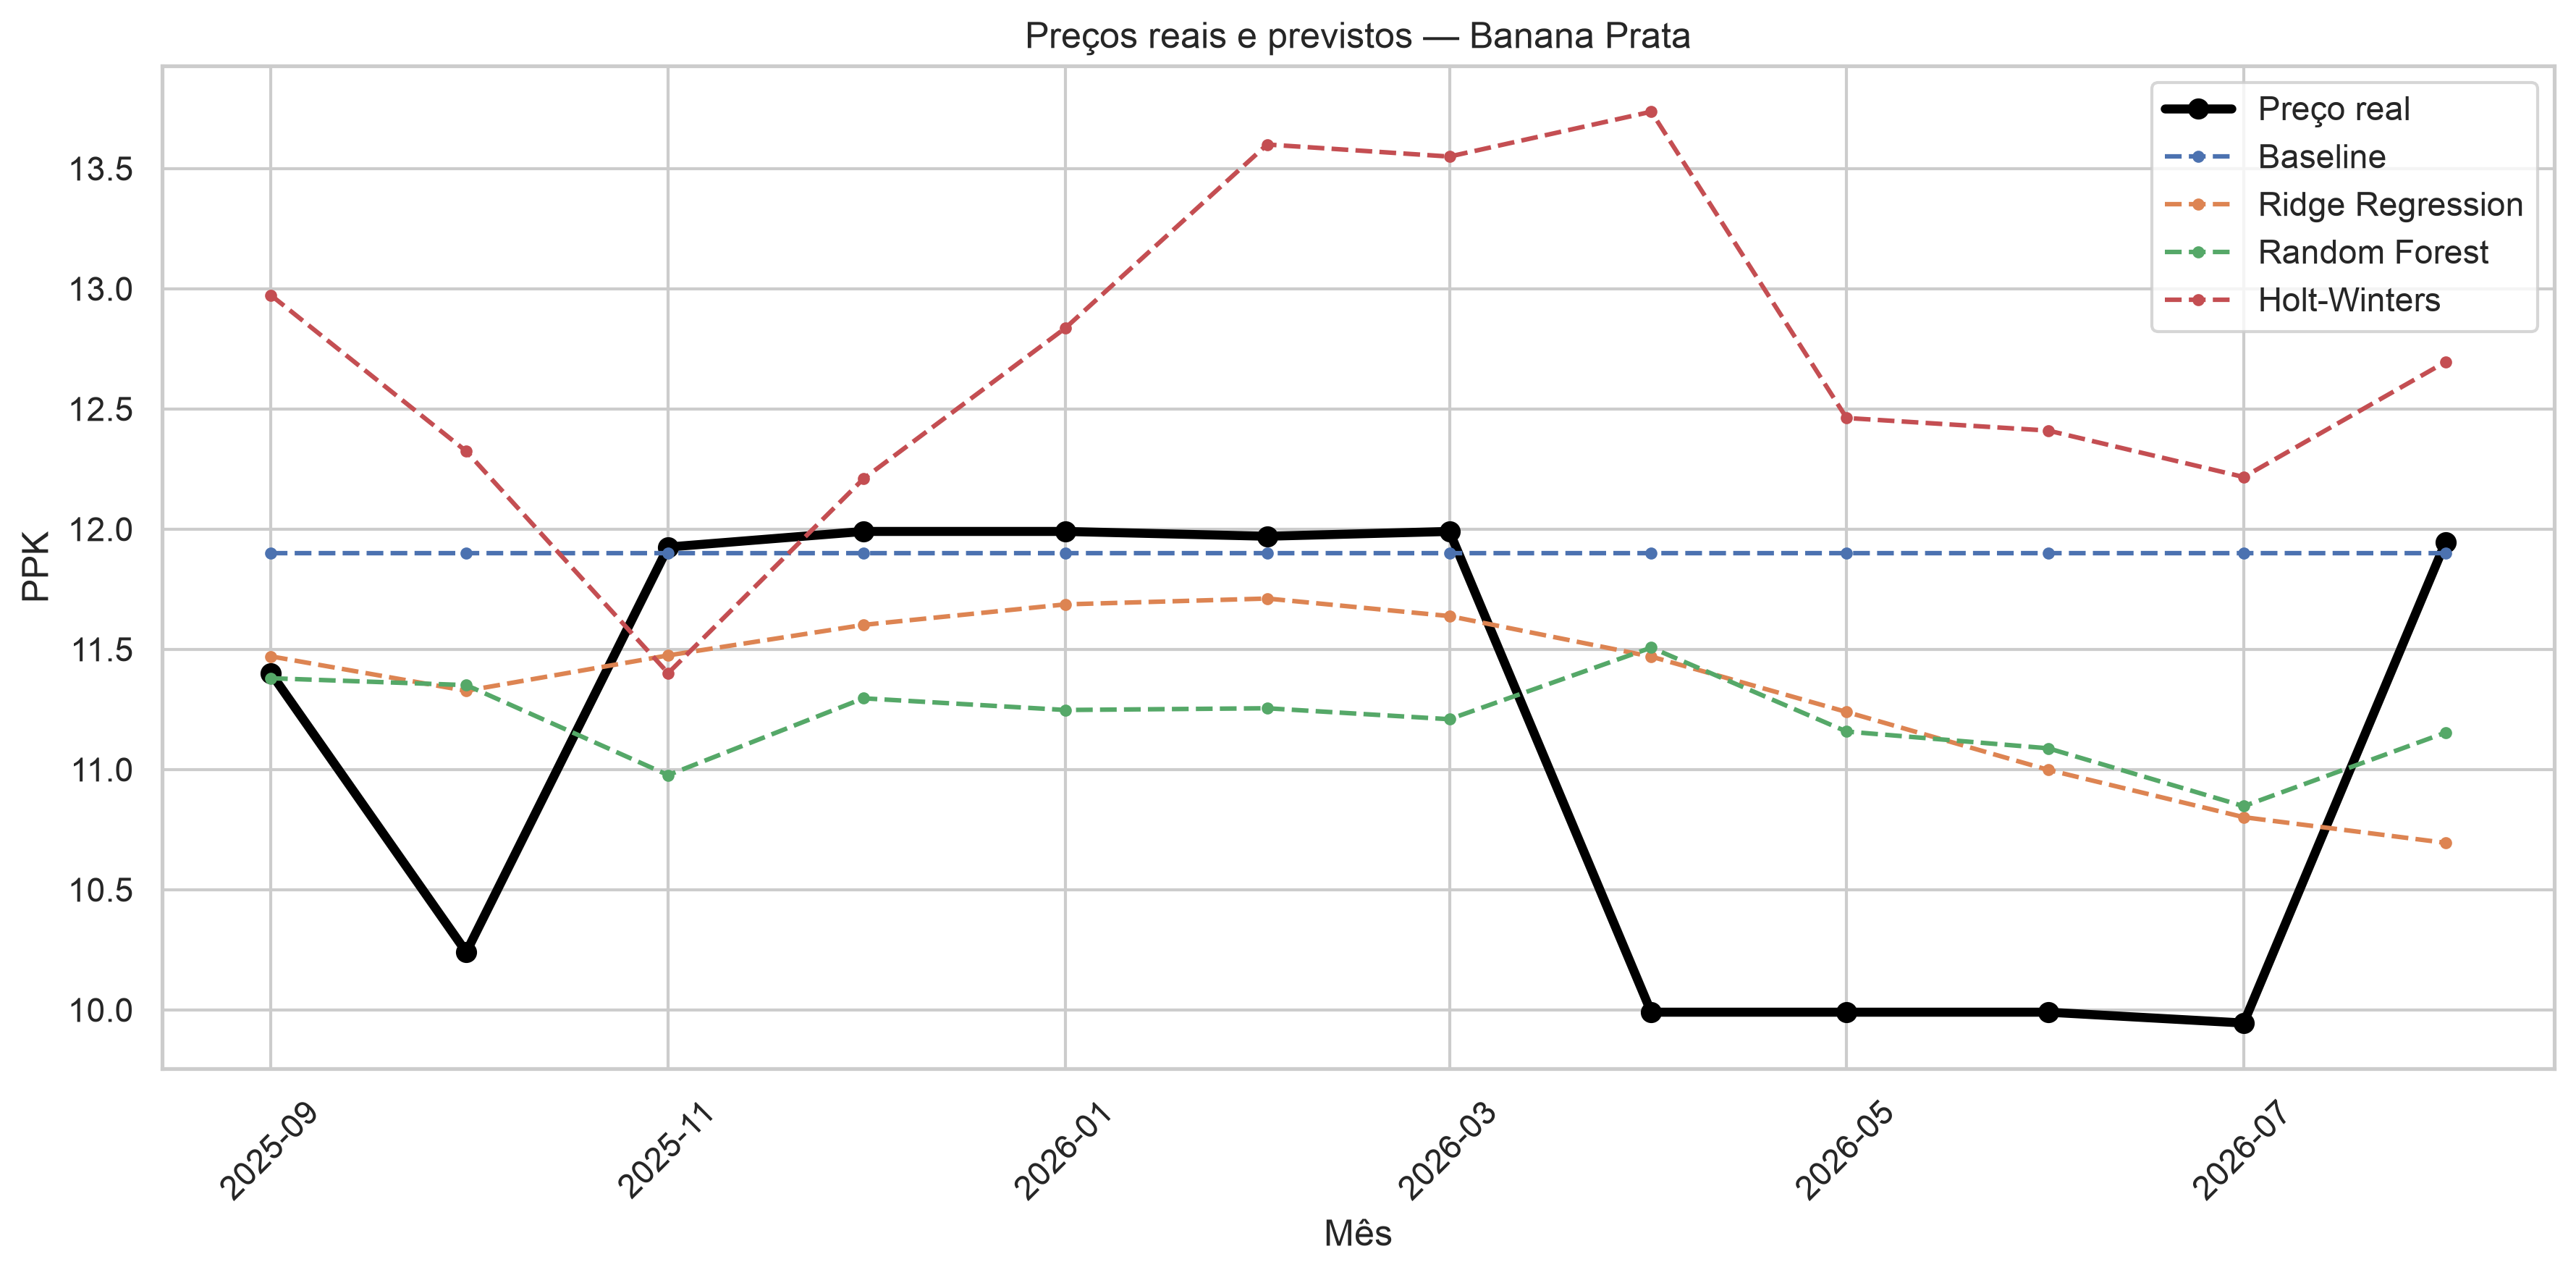 Preços reais e previstos — Banana Prata
Preço real
Baseline
Ridge Regression
Random Forest
Holt-Winters
PPK
13.5
13.0
12.5
12.0
11.5
11.0
10.5
10.0
2025-09
2025-11
2026-01
2026-03
2026-05
2026-07
Mês